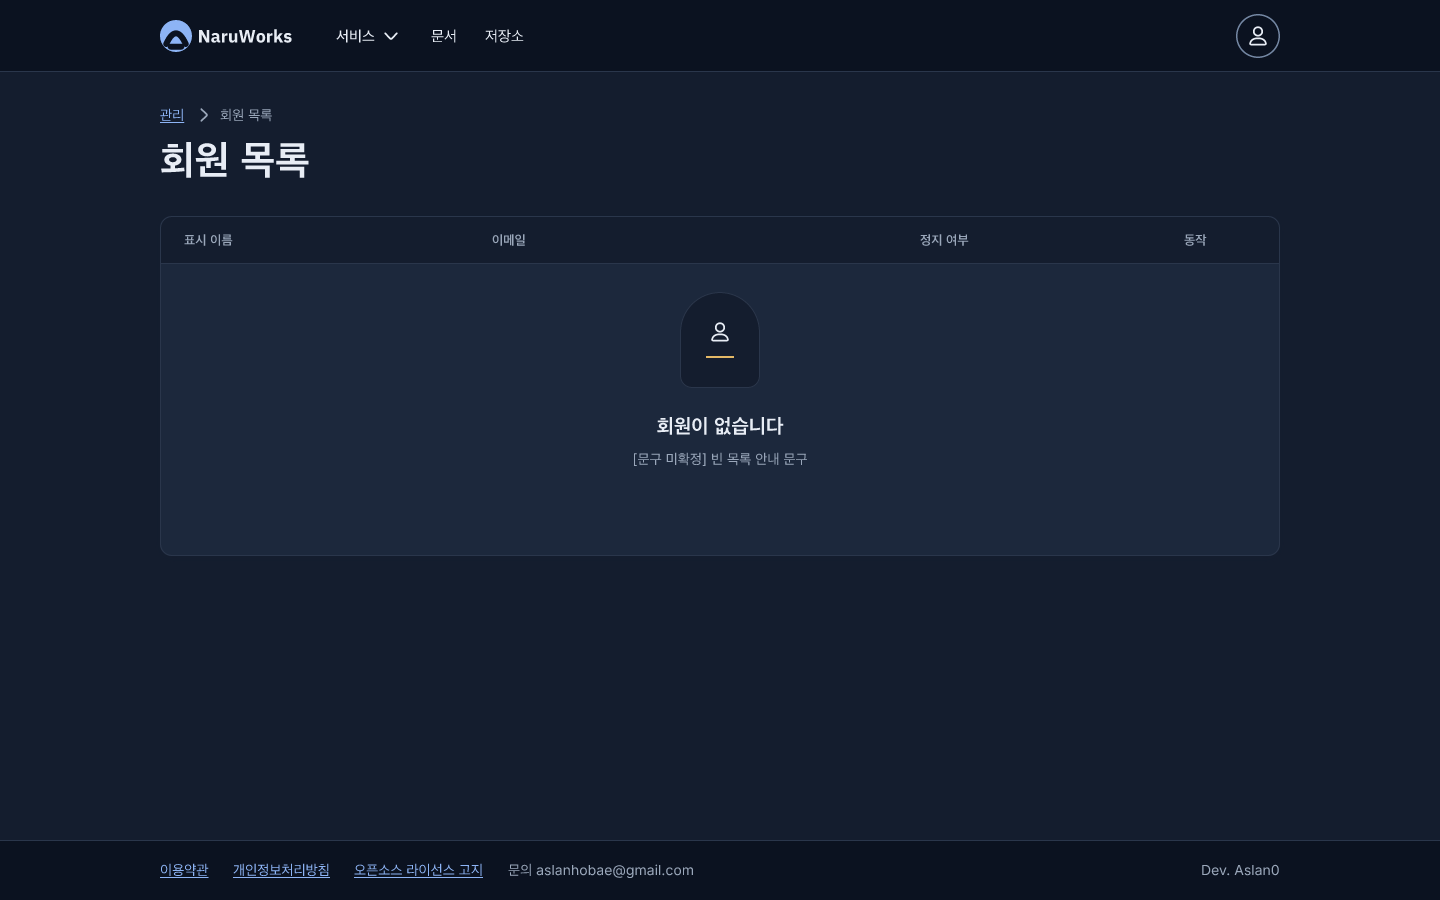 NaruWorks 서비스 문서 저장소
관리 회원 목록
회원 목록
표시 이름 이메일 정지 여부 동작
회원이 없습니다
[문구 미확정] 빈 목록 안내 문구
이용약관 개인정보처리방침 오픈소스 라이선스 고지 문의 aslanhobae@gmail.com Dev. Aslan0